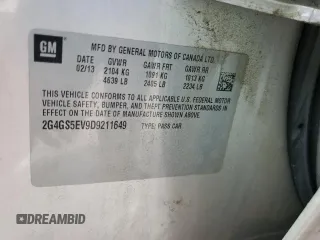 GM
MFD BY GENERAL MOTORS OF CANADA LTD.
DATE GVWR GAWR FRT GAWR RR
02/13 2104 KG 1091 KG 1013 KG
4639 LB 2405 LB 2234 LB
THIS VEHICLE CONFORMS TO ALL APPLICABLE U.S. FEDERAL MOTOR VEHICLE
SAFETY, BUMPER, AND THEFT PREVENTION STANDARDS IN
EFFECT ON THE DATE OF MANUFACTURE SHOWN ABOVE.
2G4GS5EV9D9211649 TYPE: PASS CAR
DREAMBID